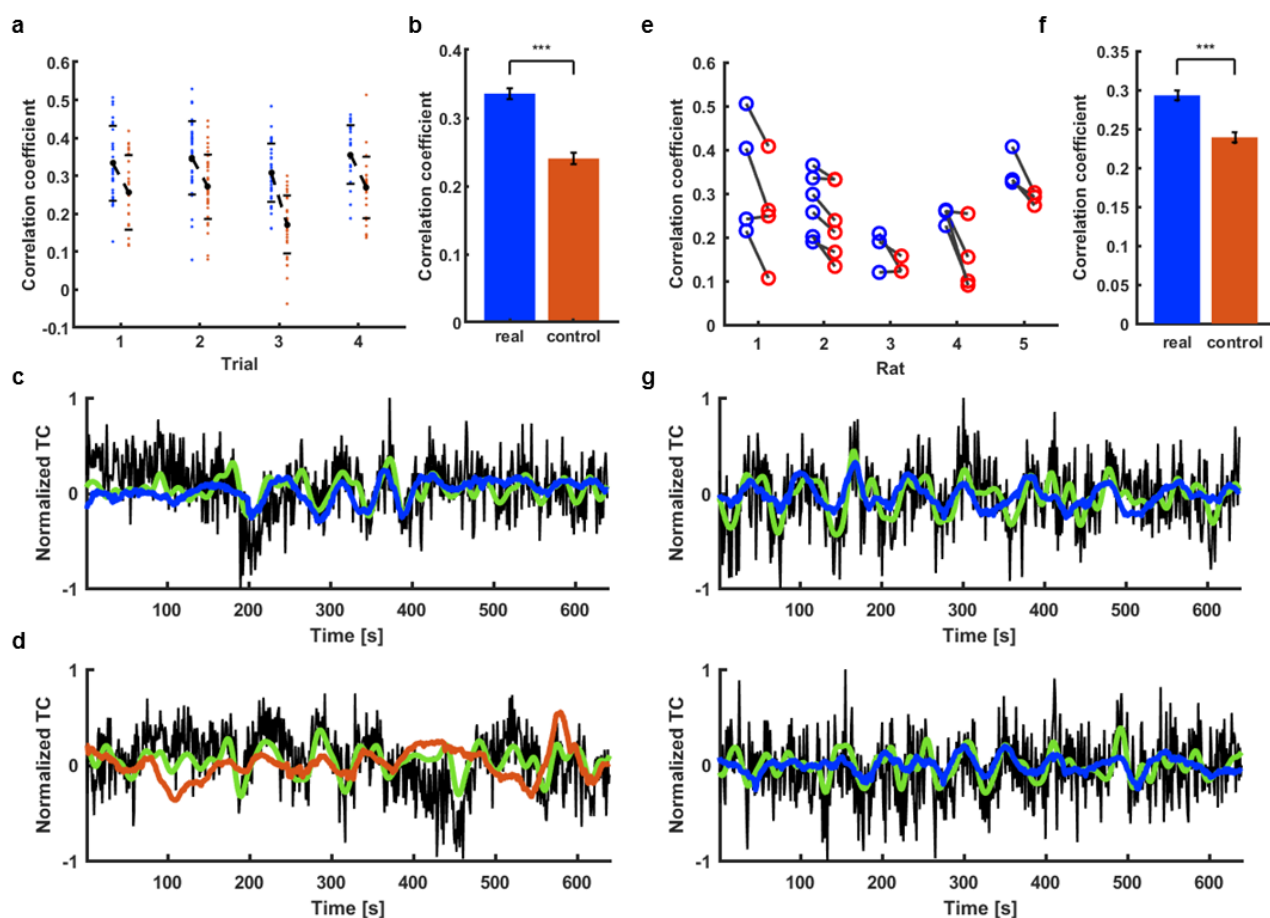 a
Correlation coefficient
0.6
0.5
0.4
0.3
0.2
0.1
0
-0.1
1 2 3 4
Trial
b
Correlation coefficient
0.4
0.3
0.2
0.1
0
***
real control
e
Correlation coefficient
0.6
0.5
0.4
0.3
0.2
0.1
0
1 2 3 4 5
Rat
f
Correlation coefficient
0.35
0.3
0.25
0.2
0.15
0.1
0.05
0
***
real control
c
Normalized TC
1
0
-1
100 200 300 400 500 600
Time [s]
g
Normalized TC
1
0
-1
100 200 300 400 500 600
Time [s]
d
Normalized TC
1
0
-1
100 200 300 400 500 600
Time [s]
Normalized TC
1
0
-1
100 200 300 400 500 600
Time [s]